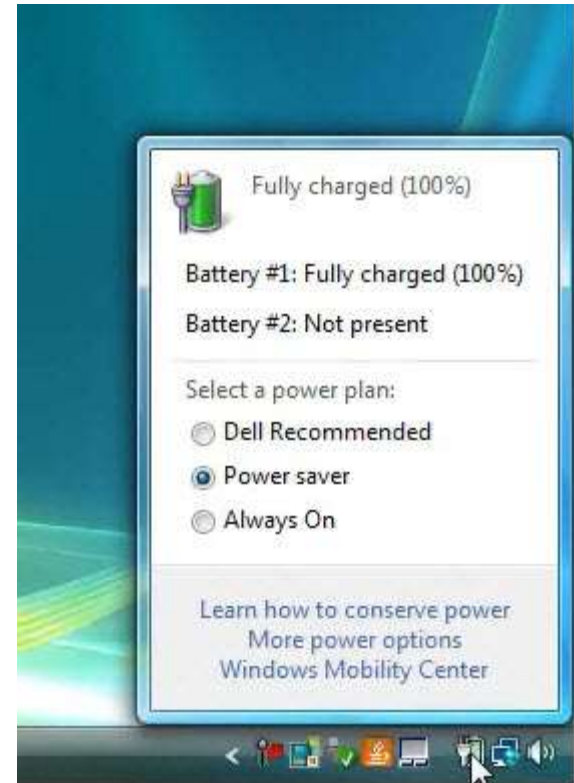 Fully charged (100%)
Battery #1: Fully charged (100%)
Battery #2: Not present
Select a power plan:
Dell Recommended
Power saver
Always On
Learn how to conserve power
More power options
Windows Mobility Center